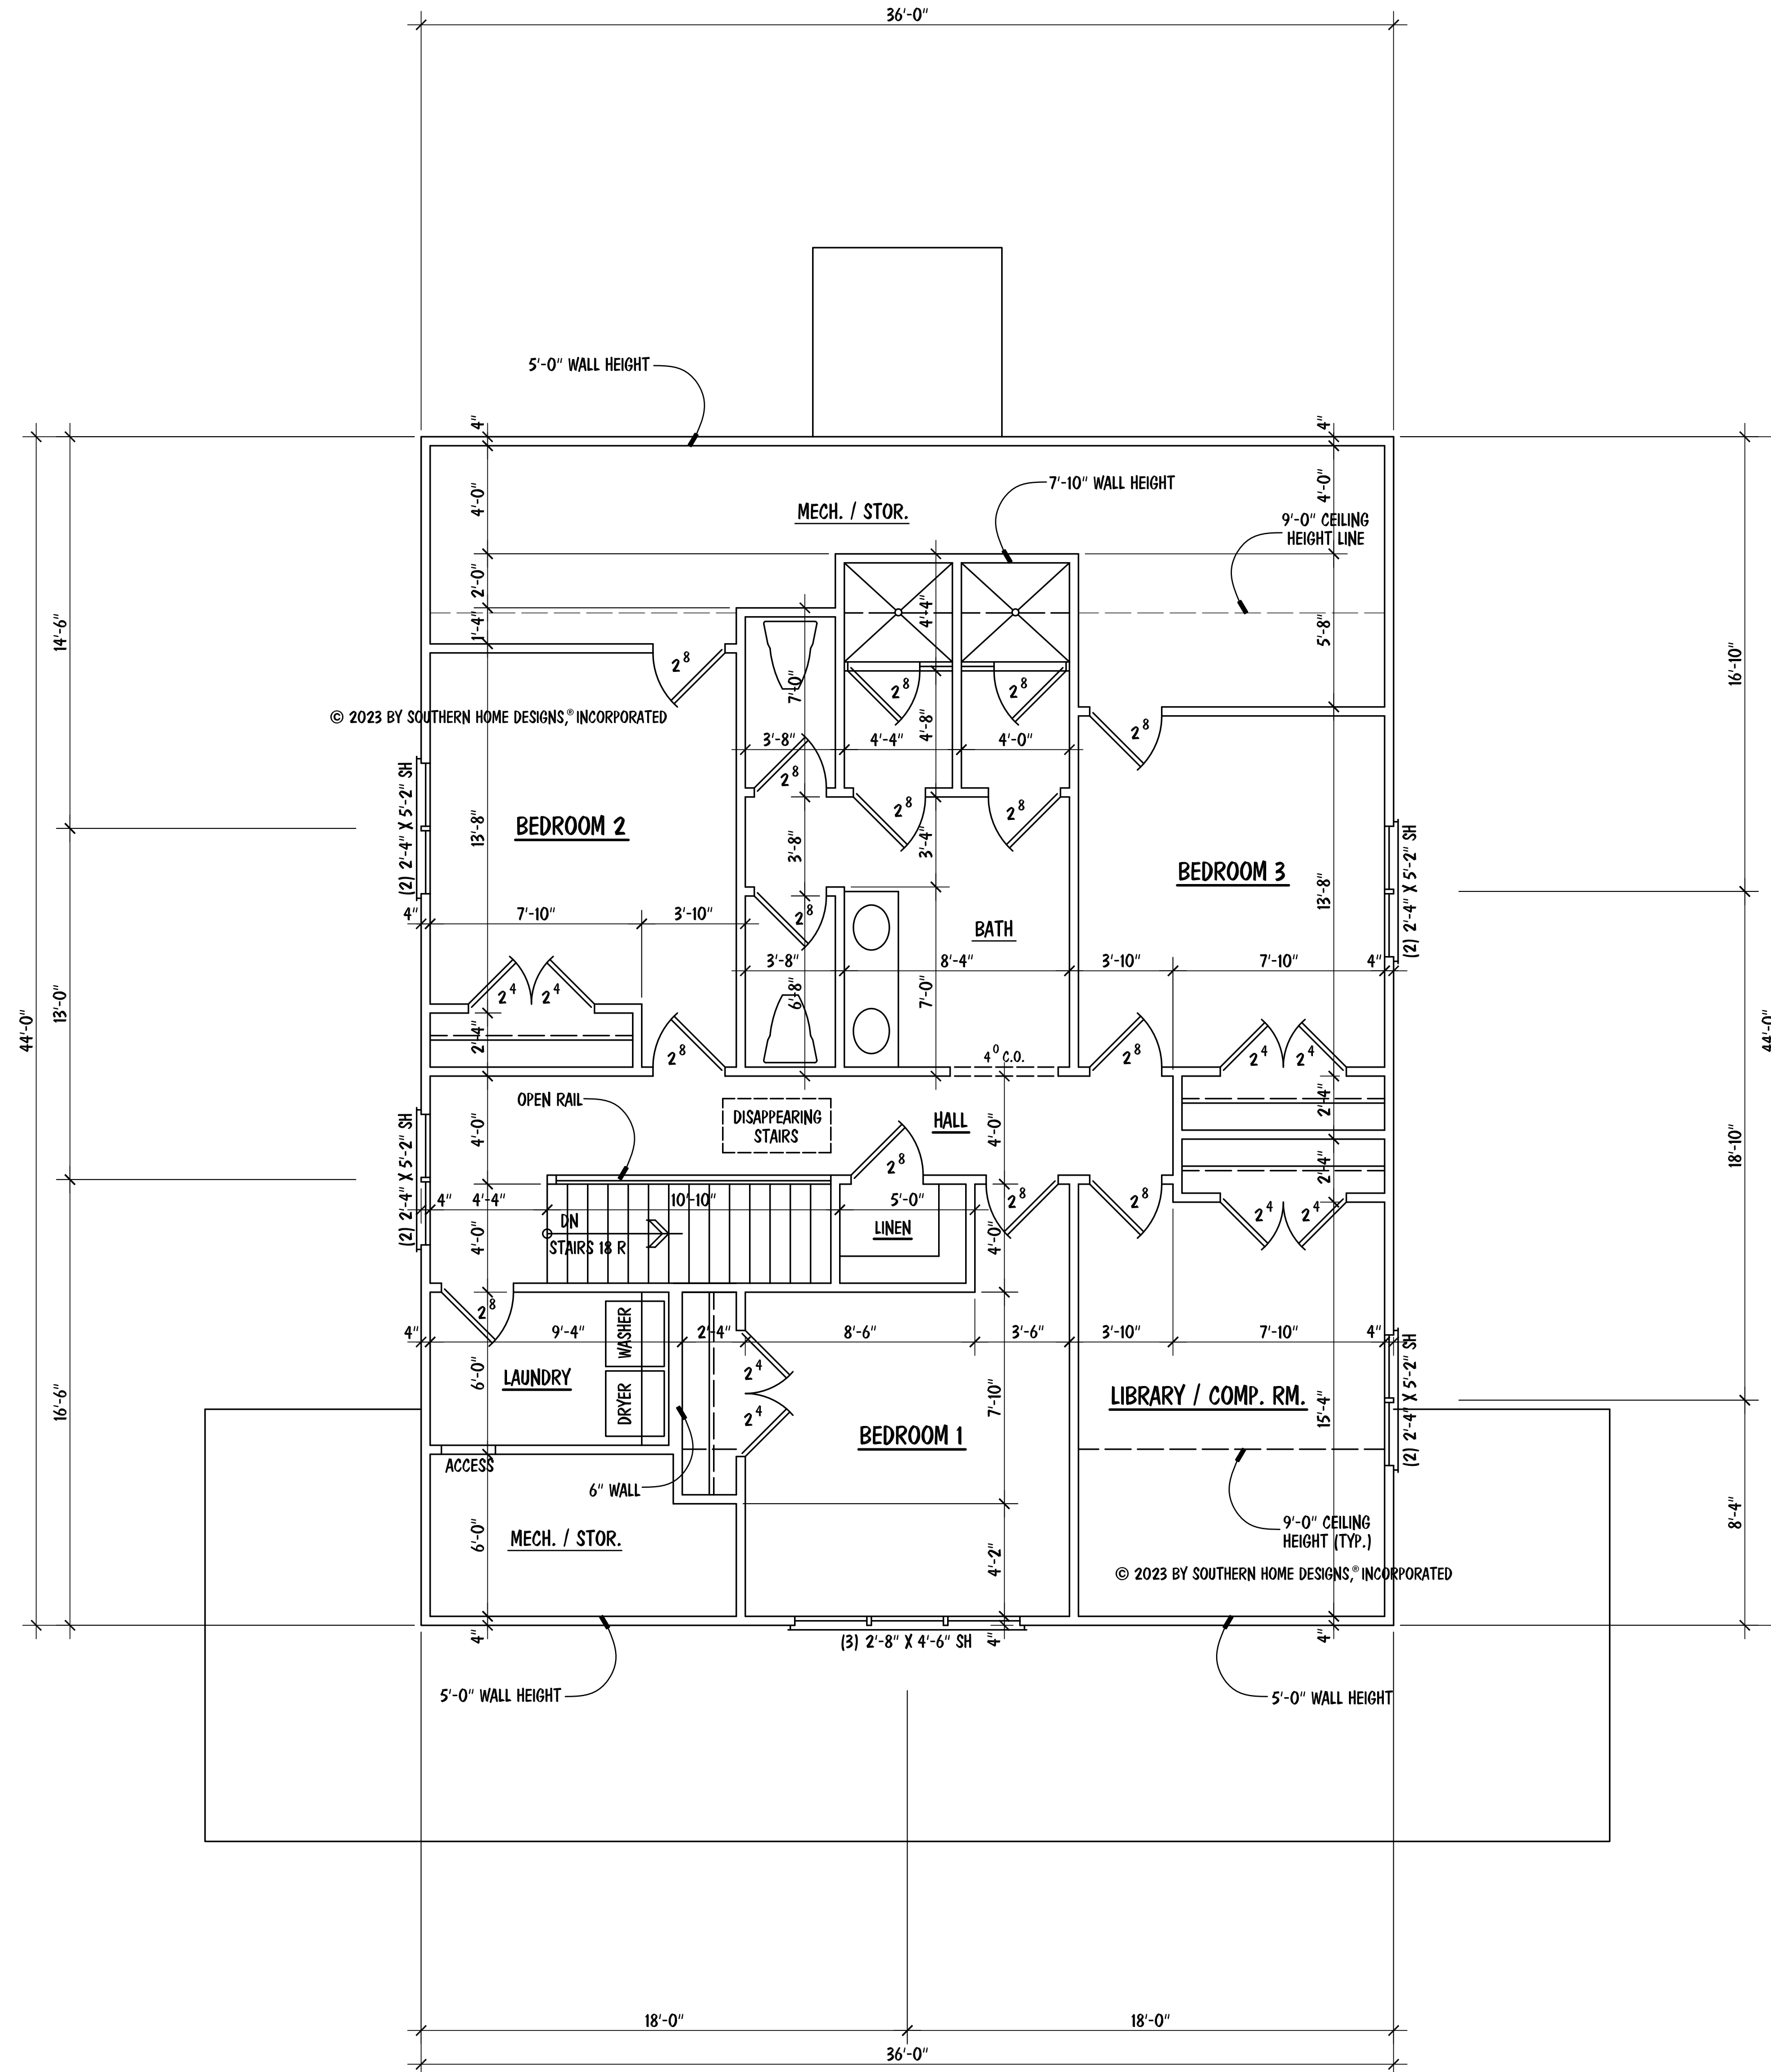 36'-0"
5'-0" WALL HEIGHT
4"
4"
4'-0"
MECH. / STOR.
7'-10" WALL HEIGHT
4'-0"
9'-0" CEILING
HEIGHT LINE
2'-0"
1'-4"
4'-4"
5'-8"
14'-6"
16'-10"
2 8
7'-0"
2 8
2 8
© 2023 BY SOUTHERN HOME DESIGNS,® INCORPORATED
4'-8"
2 8
3'-8"
4'-4"
4'-0"
2 8
2 8
2 8
(2) 2'-4" X 5'-2" SH
13'-8"
BEDROOM 2
3'-8"
3'-4"
BEDROOM 3
13'-8"
(2) 2'-4" X 5'-2" SH
4"
7'-10"
3'-10"
2 8
BATH
3'-8"
8'-4"
3'-10"
7'-10"
4"
2 4
2 4
6'-8"
7'-0"
44'-0"
13'-0"
44'-0"
2'-4"
2 8
4 0 C.O.
2 8
2 4
2 4
OPEN RAIL
DISAPPEARING
STAIRS
HALL
2'-4"
(2) 2'-4" X 5'-2" SH
4'-0"
4'-0"
18'-10"
2 8
2'-4"
4"
4'-4"
10'-10"
5'-0"
2 8
2 8
2 4
2 4
DN
STAIRS 18 R
LINEN
4'-0"
4'-0"
2 8
4"
9'-4"
WASHER
2'-4"
8'-6"
3'-6"
3'-10"
7'-10"
4"
LAUNDRY
6'-0"
DRYER
2 4
2 4
7'-10"
LIBRARY / COMP. RM.
15'-4"
(2) 2'-4" X 5'-2" SH
16'-6"
BEDROOM 1
ACCESS
6" WALL
8'-4"
MECH. / STOR.
6'-0"
4'-2"
9'-0" CEILING
HEIGHT (TYP.)
© 2023 BY SOUTHERN HOME DESIGNS,® INCORPORATED
4"
(3) 2'-8" X 4'-6" SH
4"
4"
5'-0" WALL HEIGHT
5'-0" WALL HEIGHT
18'-0"
18'-0"
36'-0"